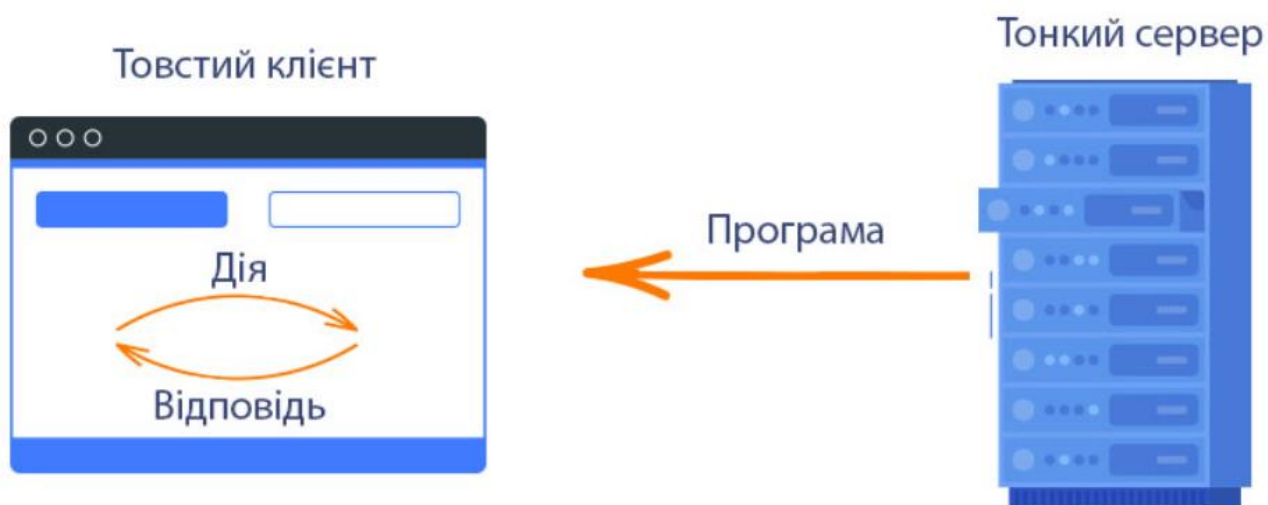 Товстий клієнт
Тонкий сервер
Програма
Дія
Відповідь